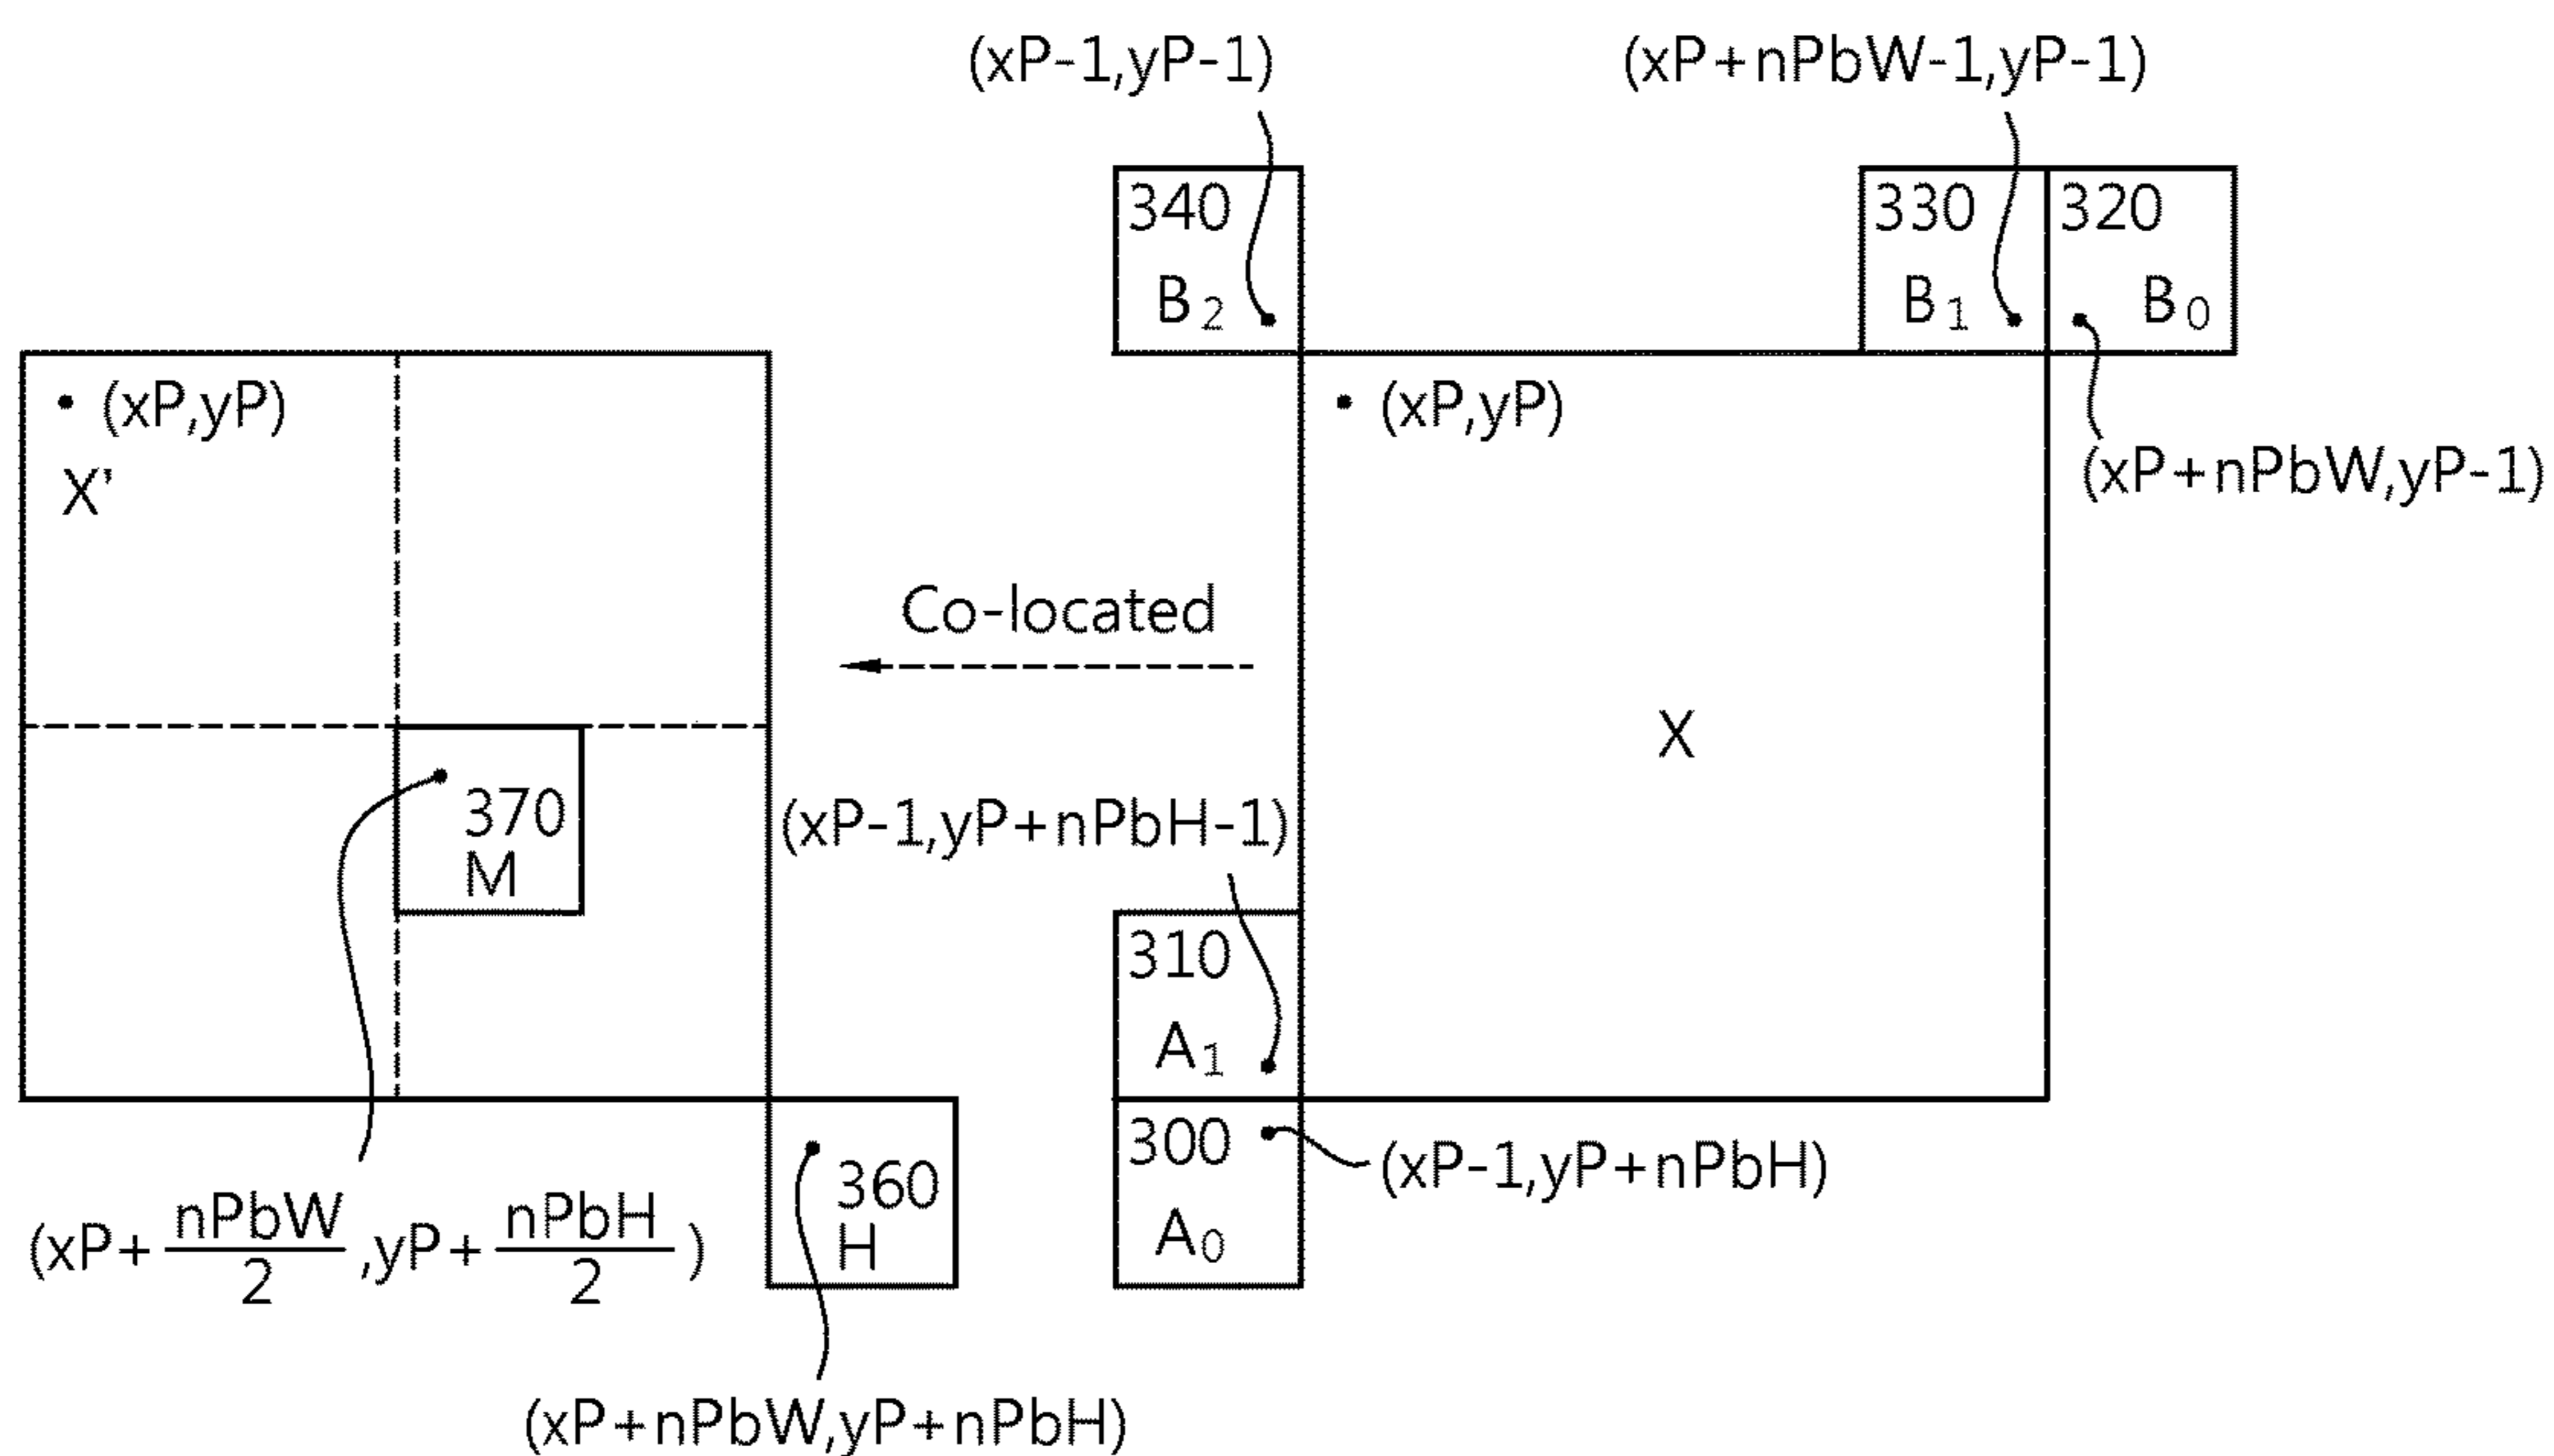 (xP-1,yP-1)
(xP+nPbW-1,yP-1)
340
B2
330
B1
320
B0
(xP+nPbW,yP-1)
(xP,yP)
X'
(xP,yP)
Co-located
X
370
M
(xP-1,yP+nPbH-1)
310
A1
300
A0
(xP-1,yP+nPbH)
360
H
(xP+nPbW/2,yP+nPbH/2)
(xP+nPbW,yP+nPbH)